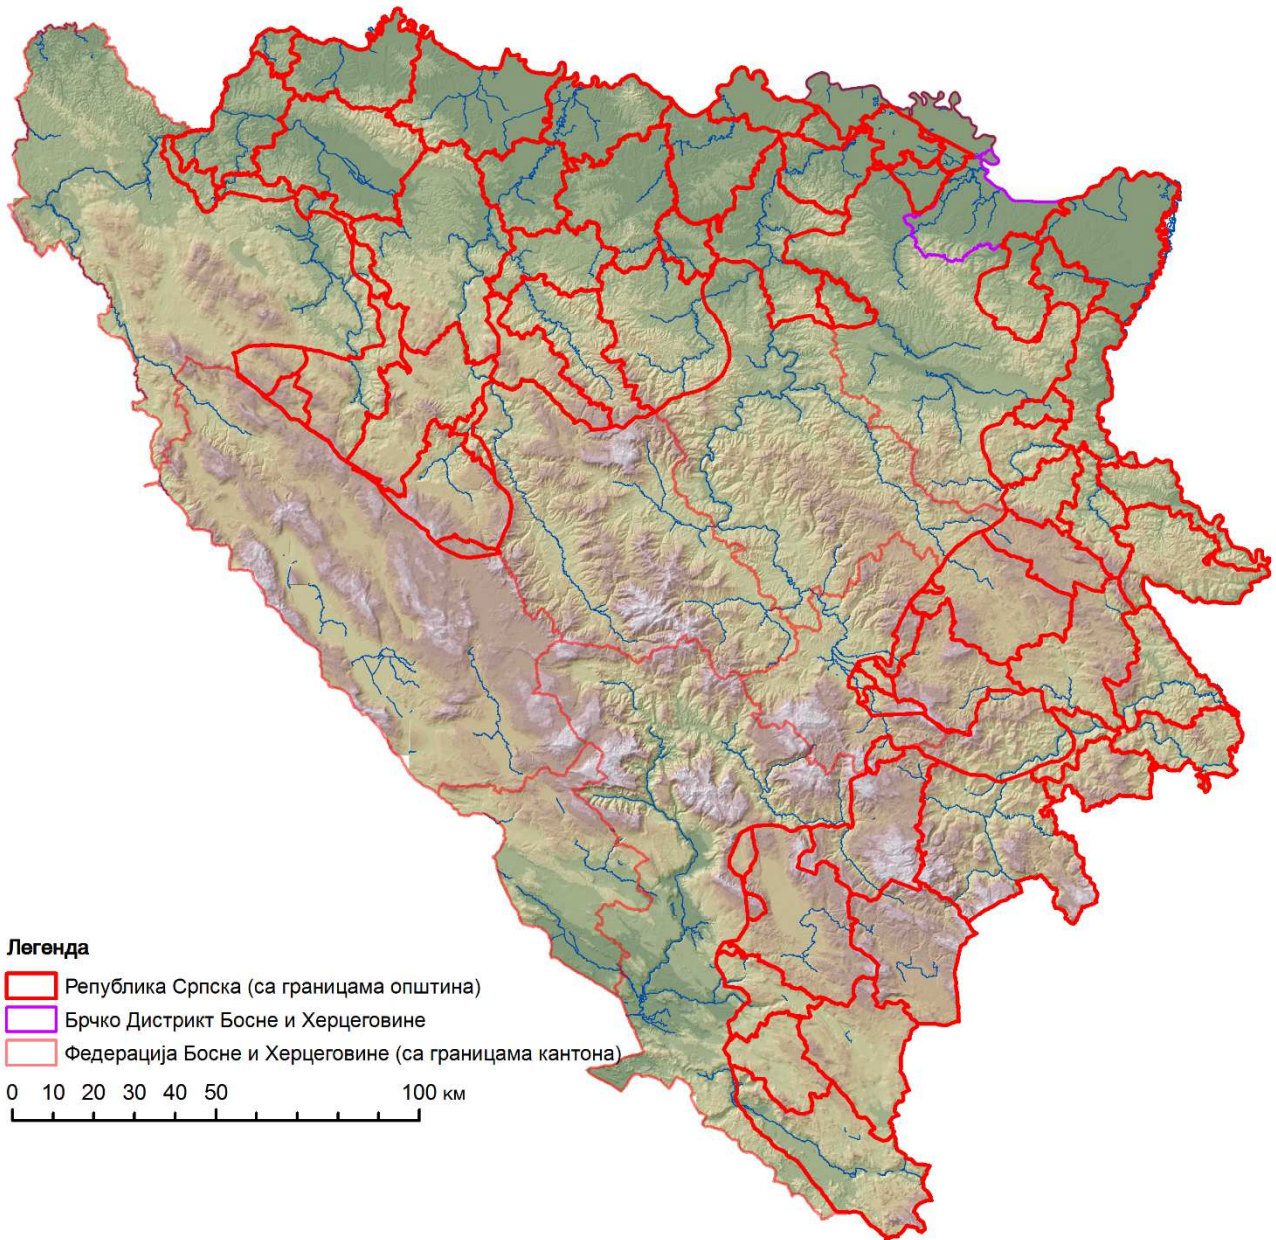 Легенда
Република Српска (са границама општина)
Брчко Дистрикт Босне и Херцеговине
Федерација Босне и Херцеговине (са границама кантона)
0 10 20 30 40 50 100 км